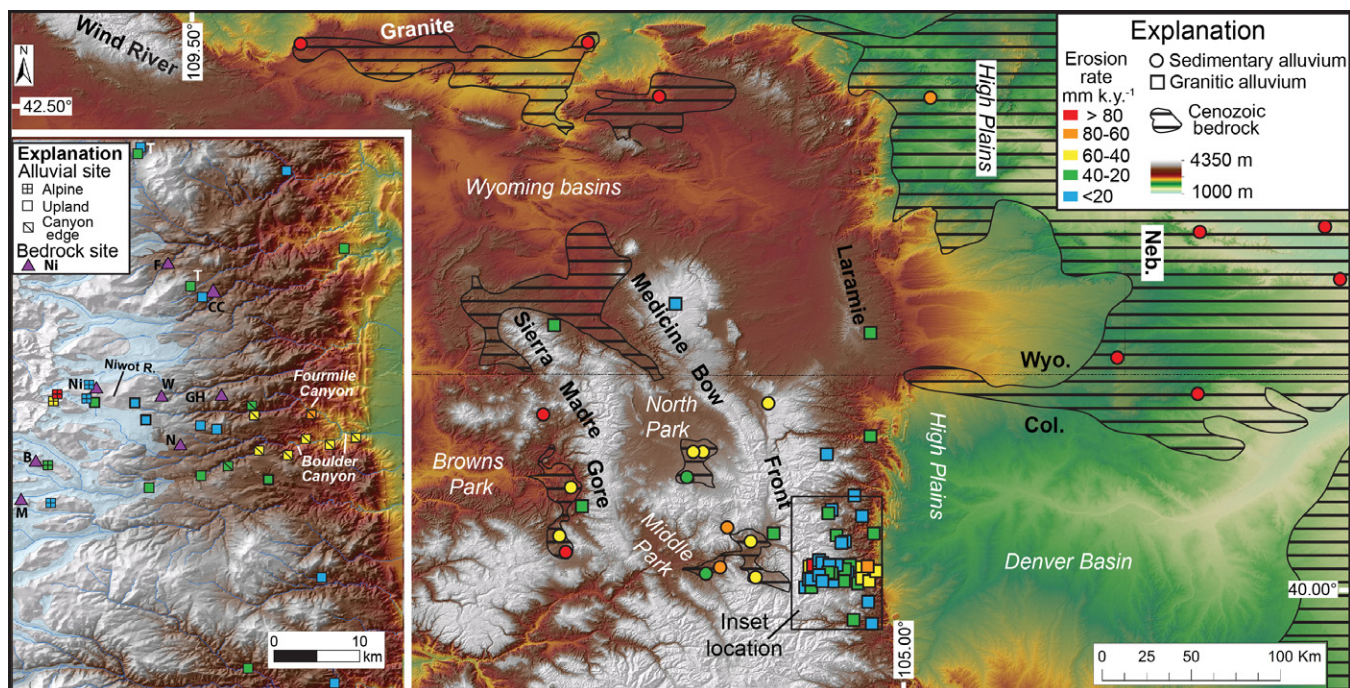 Wind River
109.50°
Granite
N
42.50°
High Plains
Explanation
Erosion
rate
mm k.y.⁻¹
> 80
80-60
60-40
40-20
<20
Sedimentary alluvium
Granitic alluvium
Cenozoic
bedrock
4350 m
1000 m
Explanation
Alluvial site
Alpine
Upland
Canyon
edge
Bedrock site
Ni
T
F
T
CC
Niwot R.
Ni
W
GH
Fourmile
Canyon
N
Boulder
Canyon
B
M
0 10
km
Wyoming basins
Medicine Bow
Laramie
Sierra Madre
Neb.
Wyo.
Col.
North
Park
Browns
Park
Gore
Front
High Plains
Middle
Park
Denver Basin
Inset
location
40.00°
105.00°
0 25 50 100 Km